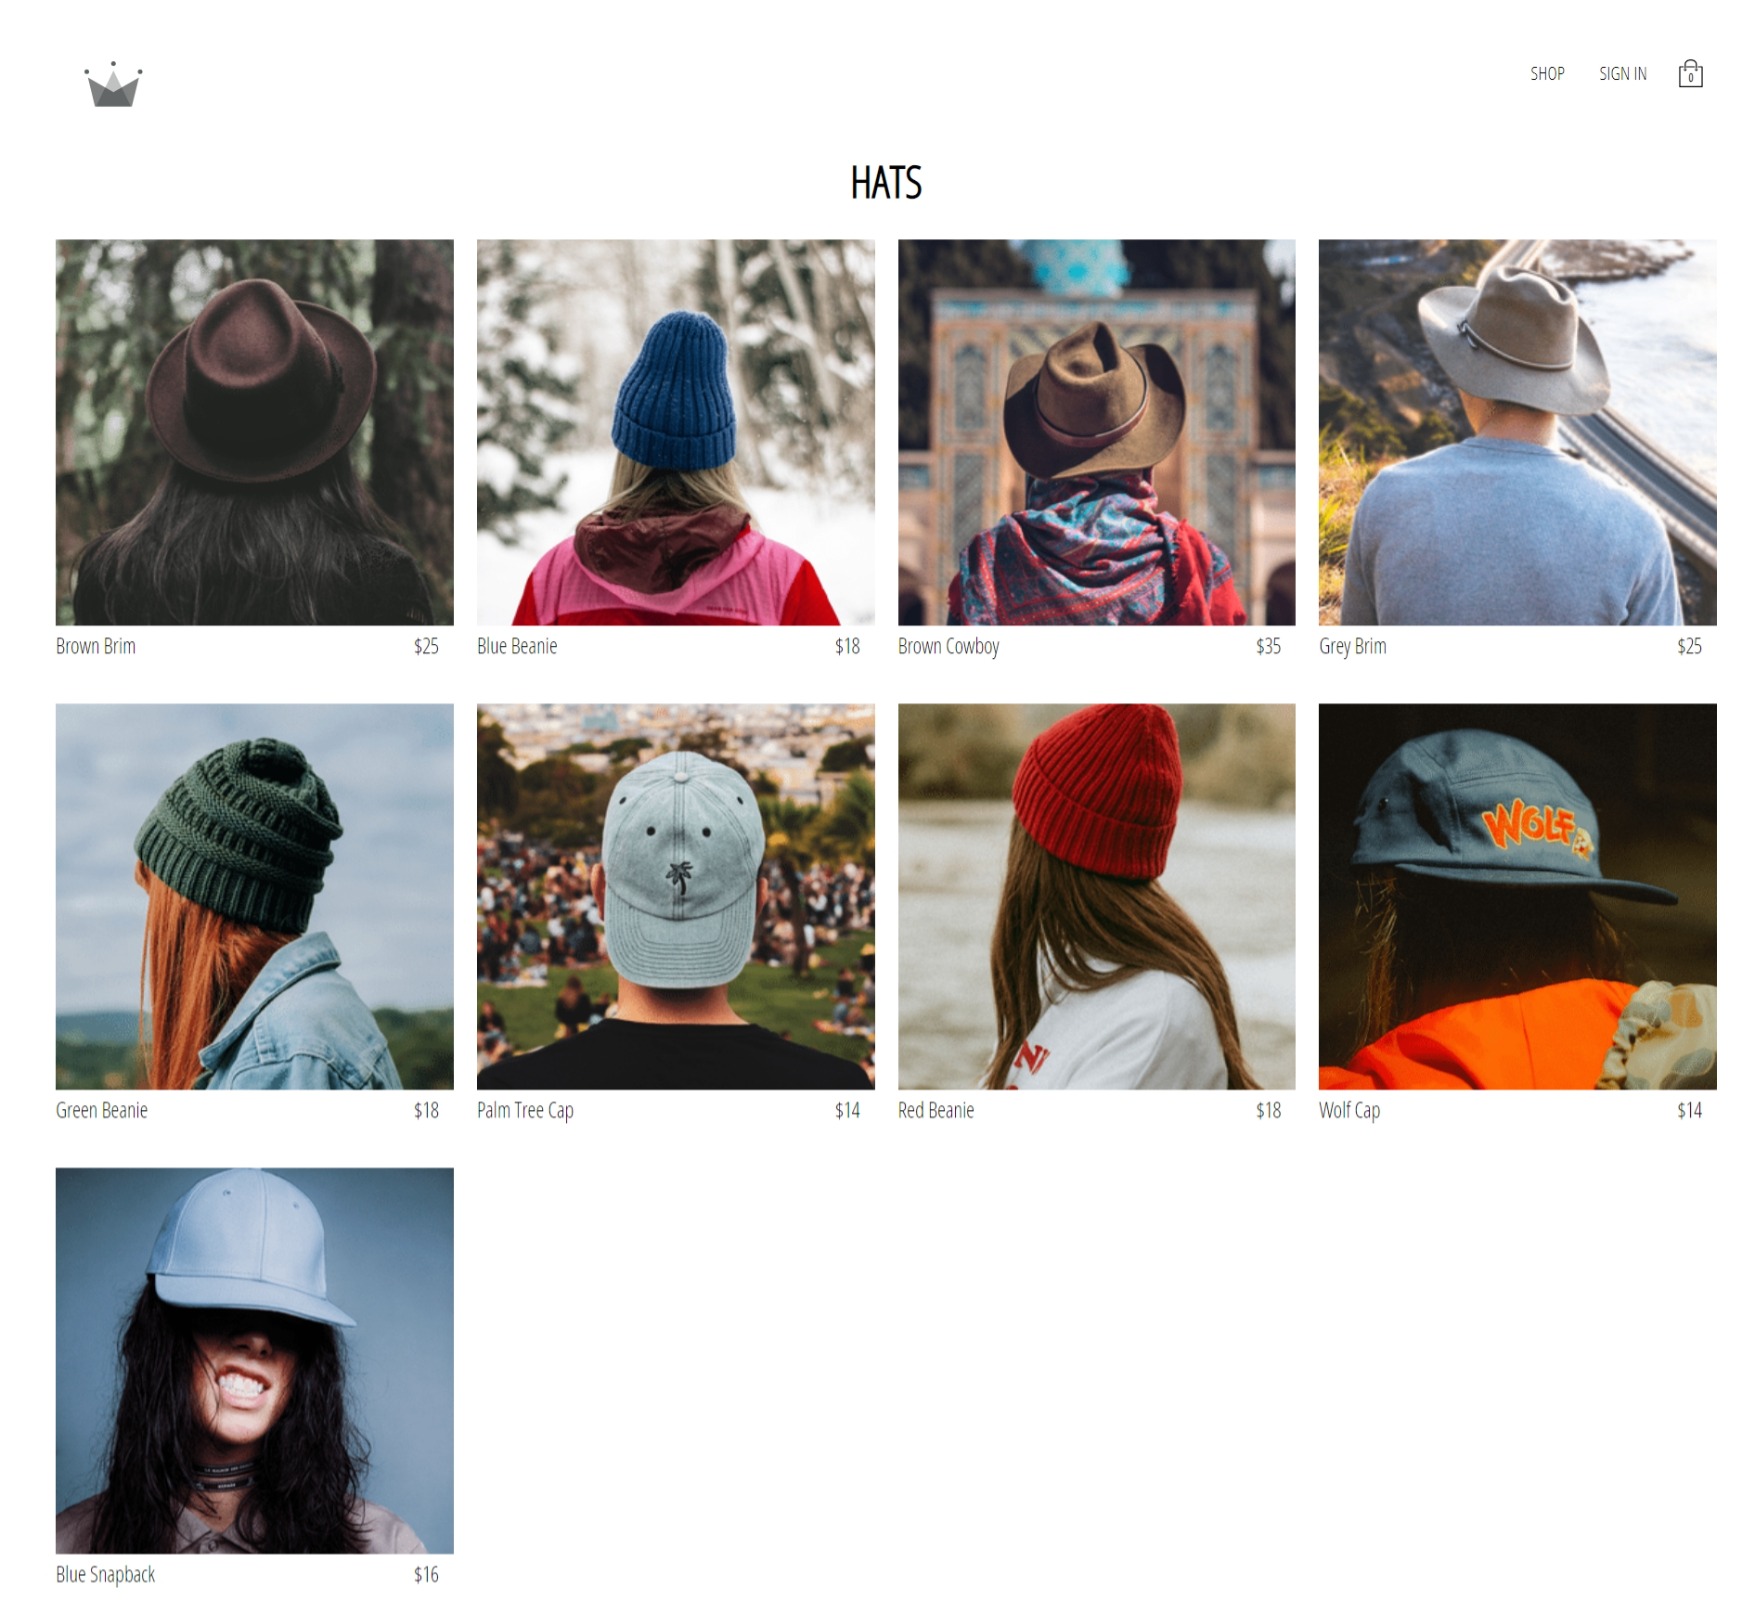 SHOP SIGN IN 0
HATS
Brown Brim $25
Blue Beanie $18
Brown Cowboy $35
Grey Brim $25
WOLF
Green Beanie $18
Palm Tree Cap $14
Red Beanie $18
Wolf Cap $14
Blue Snapback $16